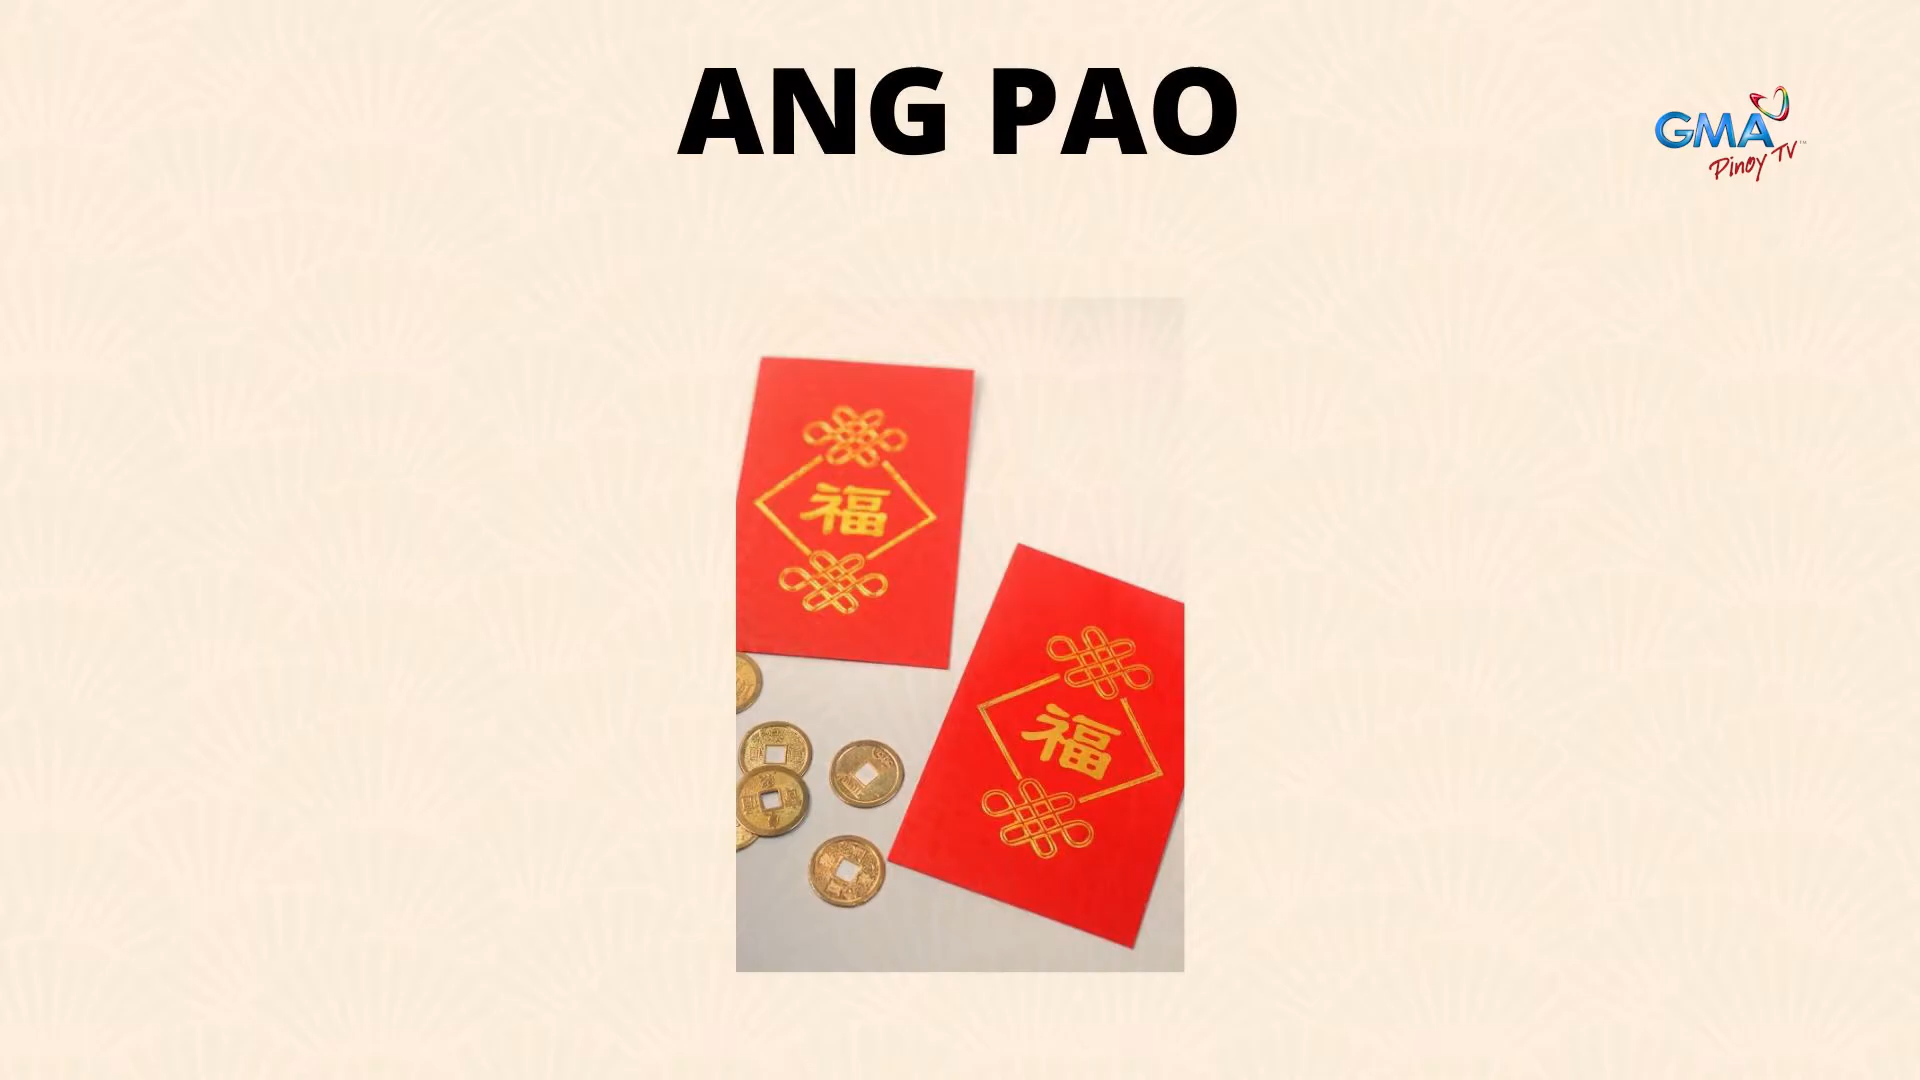 ANG PAO
GMA
Pinoy TV
福
福